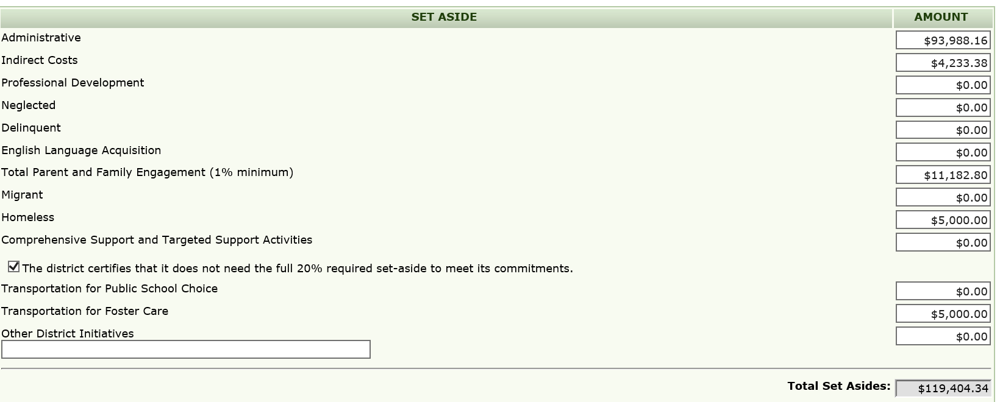 SET ASIDE AMOUNT
Administrative $93,988.16
Indirect Costs $4,233.38
Professional Development $0.00
Neglected $0.00
Delinquent $0.00
English Language Acquisition $0.00
Total Parent and Family Engagement (1% minimum) $11,182.80
Migrant $0.00
Homeless $5,000.00
Comprehensive Support and Targeted Support Activities $0.00
The district certifies that it does not need the full 20% required set-aside to meet its commitments.
Transportation for Public School Choice $0.00
Transportation for Foster Care $5,000.00
Other District Initiatives $0.00
Total Set Asides: $119,404.34